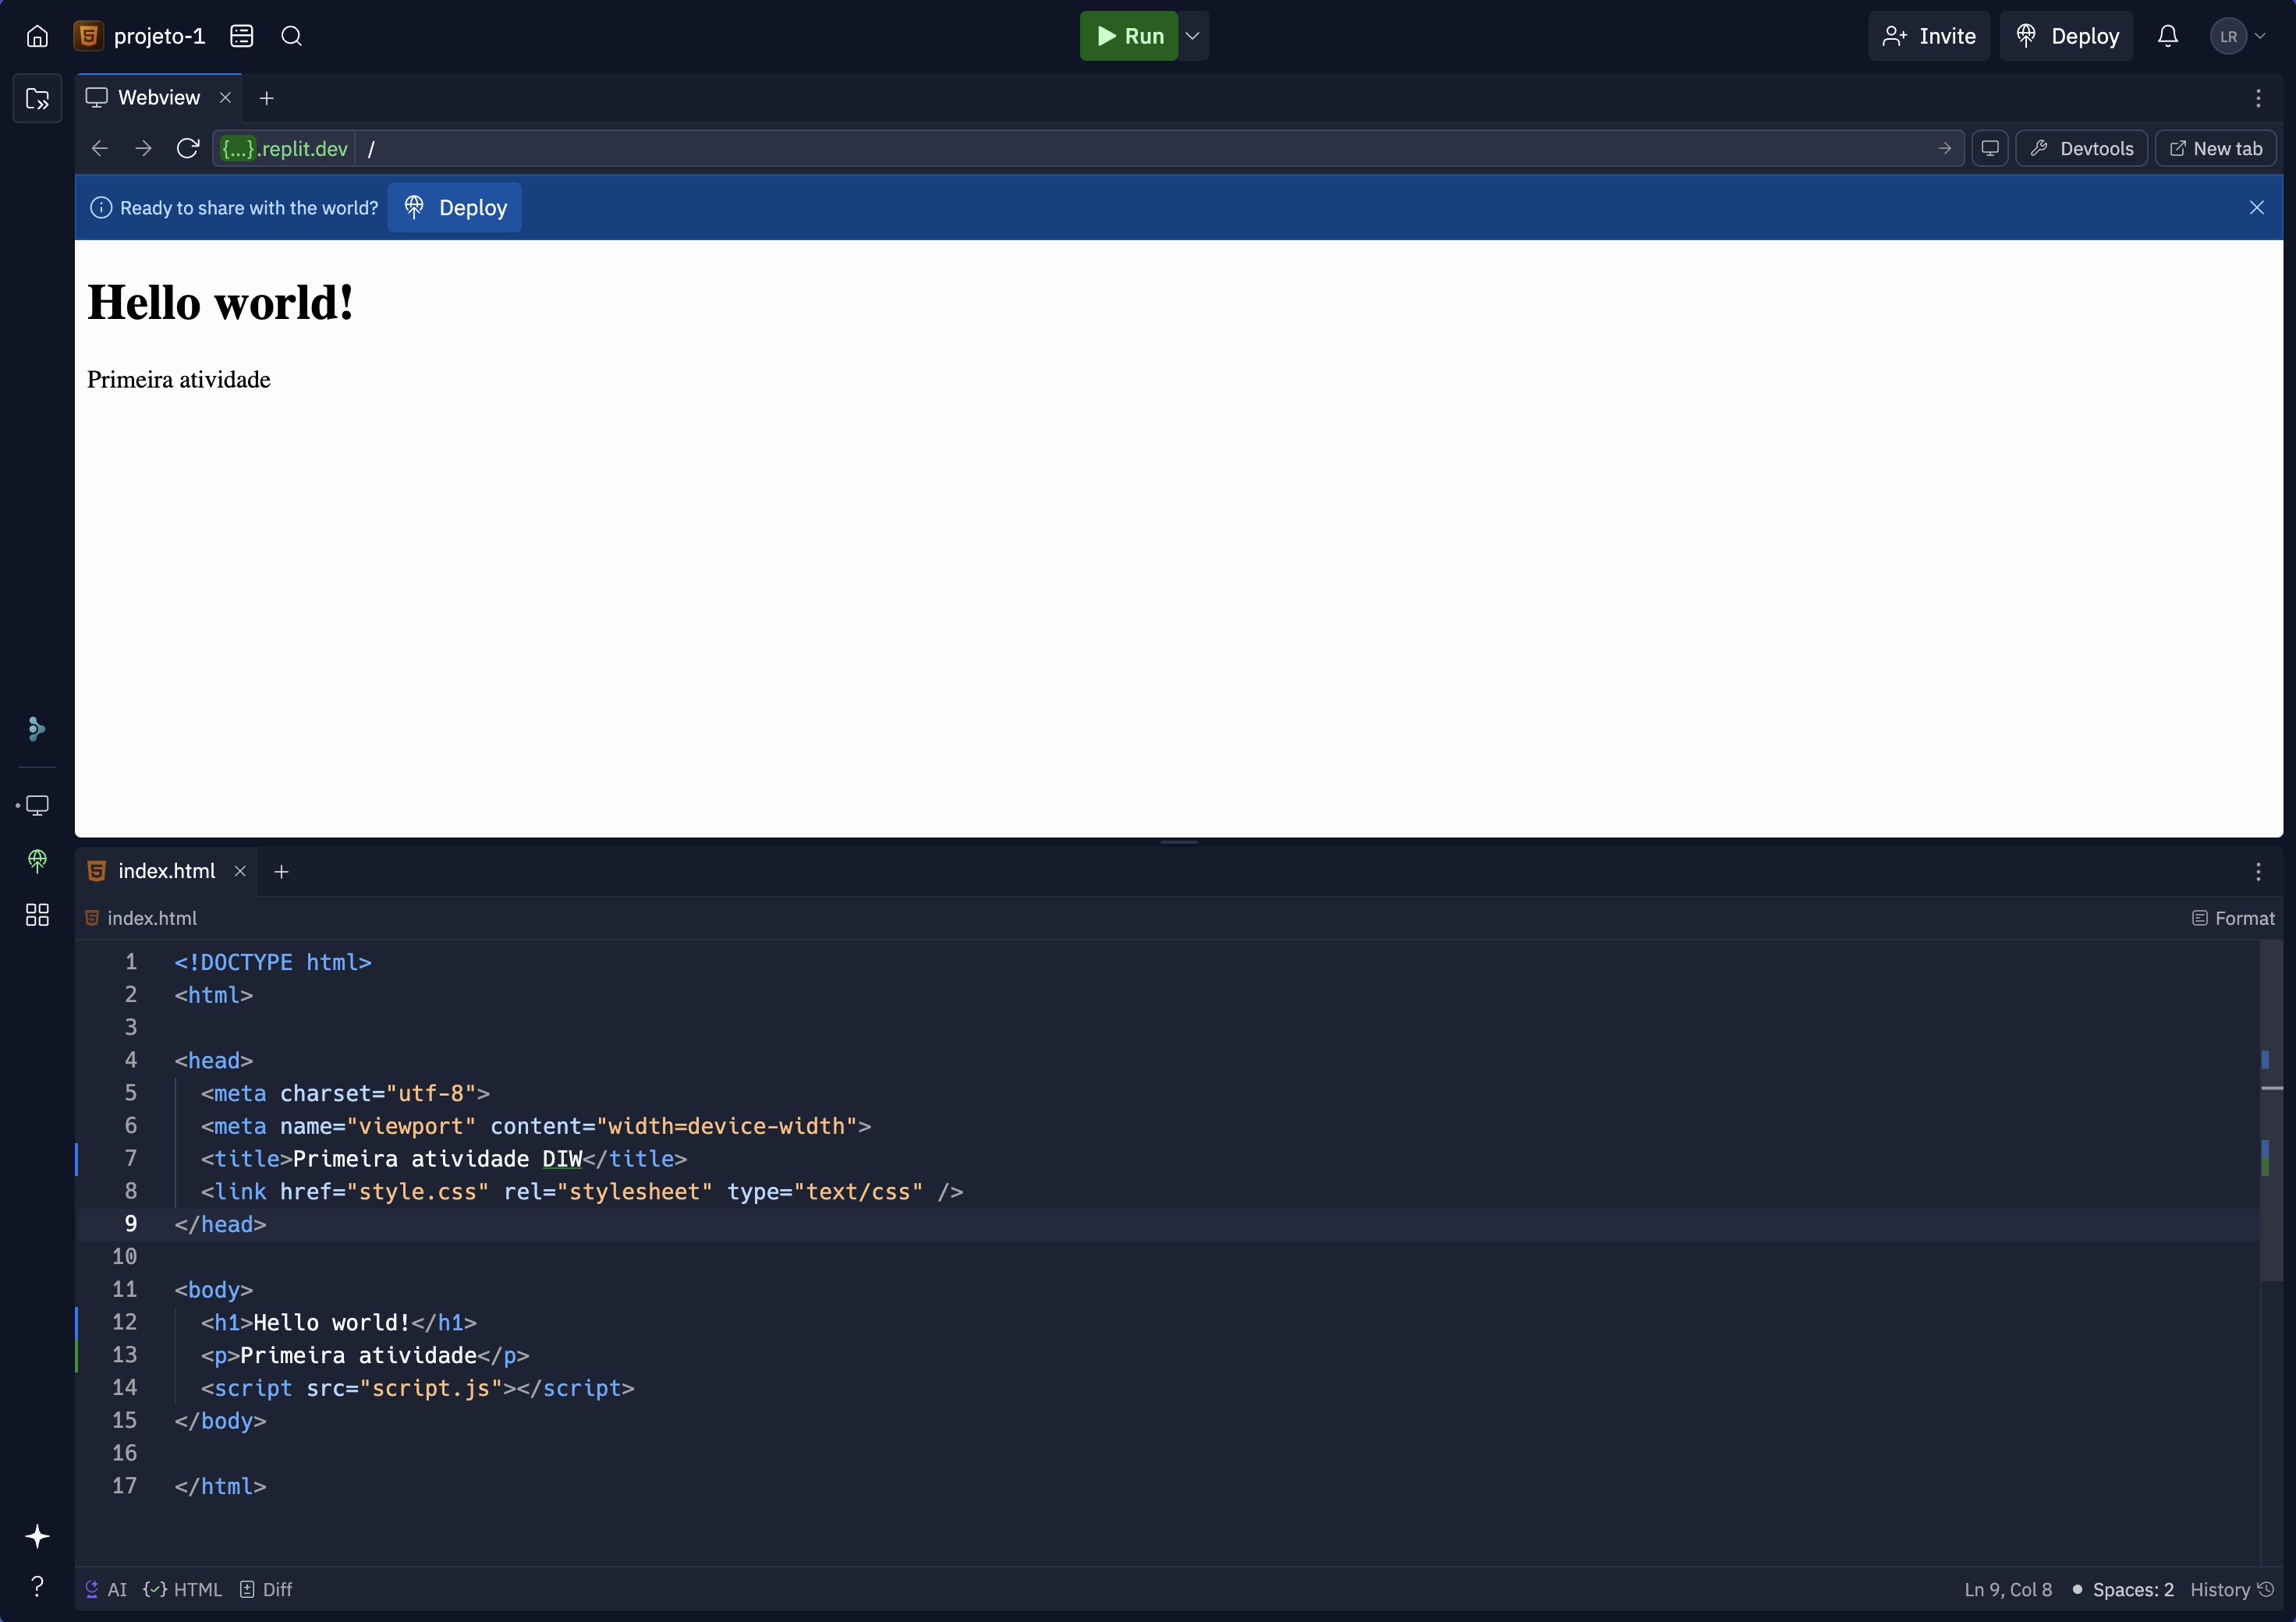 projeto-1
Run
Invite
Deploy
LR
Webview
{...}.replit.dev /
Devtools
New tab
Ready to share with the world?
Deploy
Hello world!
Primeira atividade
index.html
index.html
Format
1 <!DOCTYPE html>
2 <html>
3
4 <head>
5 <meta charset="utf-8">
6 <meta name="viewport" content="width=device-width">
7 <title>Primeira atividade DIW</title>
8 <link href="style.css" rel="stylesheet" type="text/css" />
9 </head>
10
11 <body>
12 <h1>Hello world!</h1>
13 <p>Primeira atividade</p>
14 <script src="script.js"></script>
15 </body>
16
17 </html>
AI {✓} HTML Diff
Ln 9, Col 8 • Spaces: 2 History